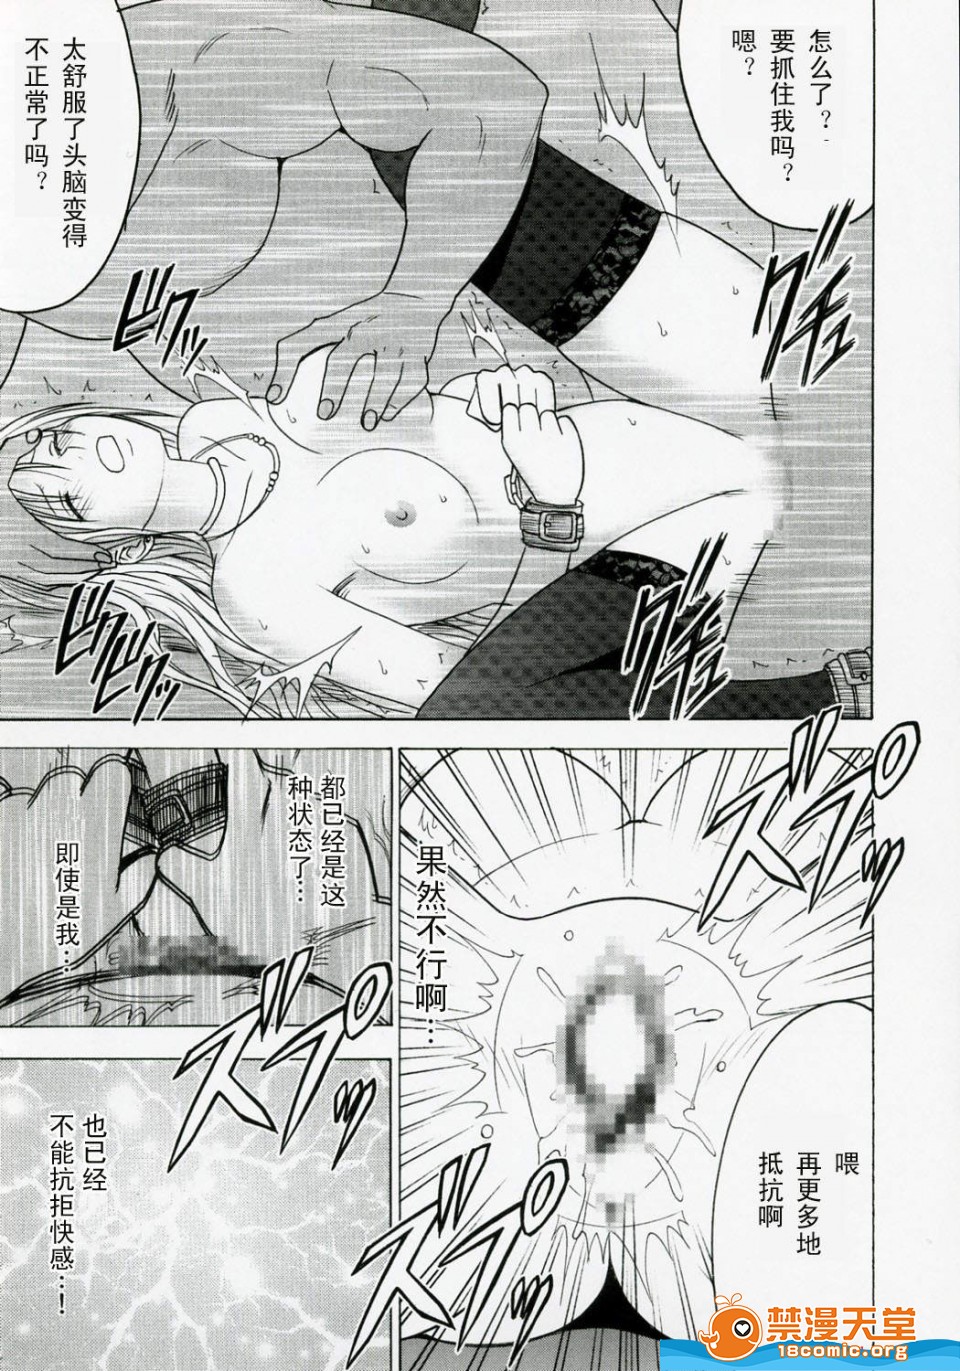 怎么了？
要抓住我吗？
嗯？
太舒服了头脑变得
不正常了吗？
グチュ
ビクッ
ビクビクッ
グチュ
ズプッ
果然不行啊…
都已经是这
种状态了…
即使是我…
ズプッ
喂
再更多地
抵抗啊
也已经
不能抗拒快感…！
ズプッ
禁漫天堂
18comic.org